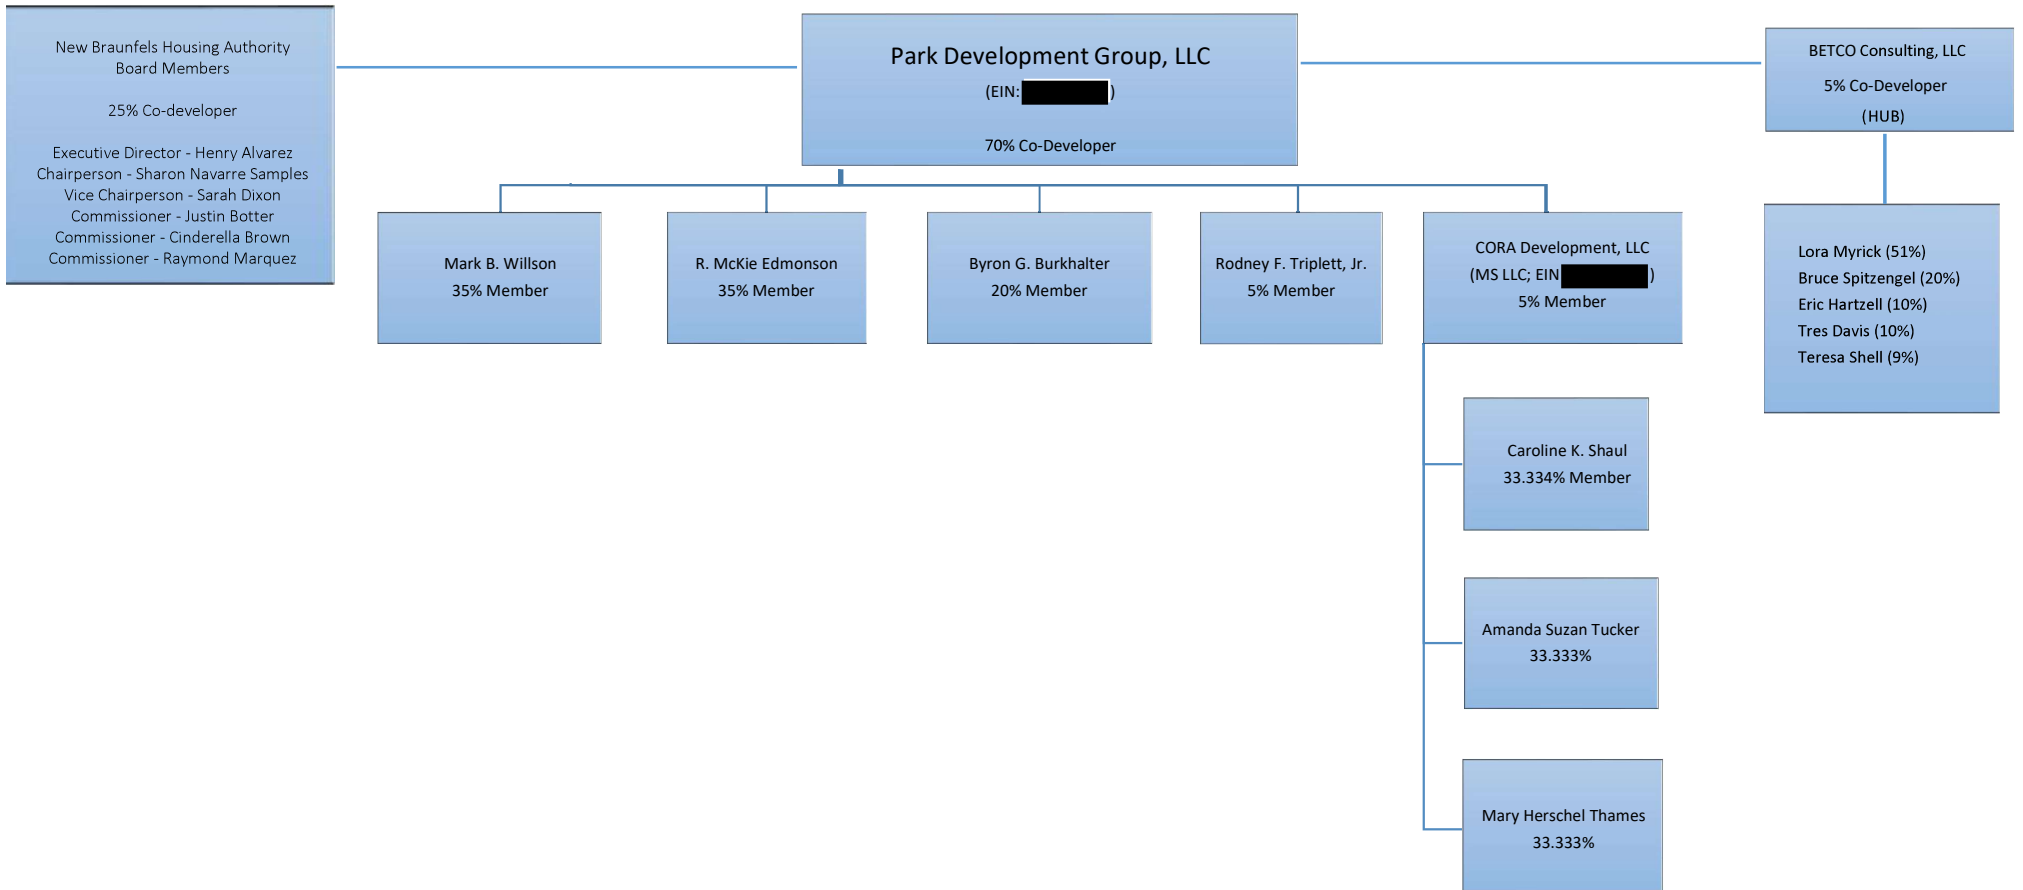 New Braunfels Housing Authority
Board Members
25% Co-developer
Executive Director - Henry Alvarez
Chairperson - Sharon Navarre Samples
Vice Chairperson - Sarah Dixon
Commissioner - Justin Botter
Commissioner - Cinderella Brown
Commissioner - Raymond Marquez
Park Development Group, LLC
(EIN: )
70% Co-Developer
BETCO Consulting, LLC
5% Co-Developer
(HUB)
Mark B. Willson
35% Member
R. McKie Edmonson
35% Member
Byron G. Burkhalter
20% Member
Rodney F. Triplett, Jr.
5% Member
CORA Development, LLC
(MS LLC; EIN )
5% Member
Lora Myrick (51%)
Bruce Spitzengel (20%)
Eric Hartzell (10%)
Tres Davis (10%)
Teresa Shell (9%)
Caroline K. Shaul
33.334% Member
Amanda Suzan Tucker
33.333%
Mary Herschel Thames
33.333%